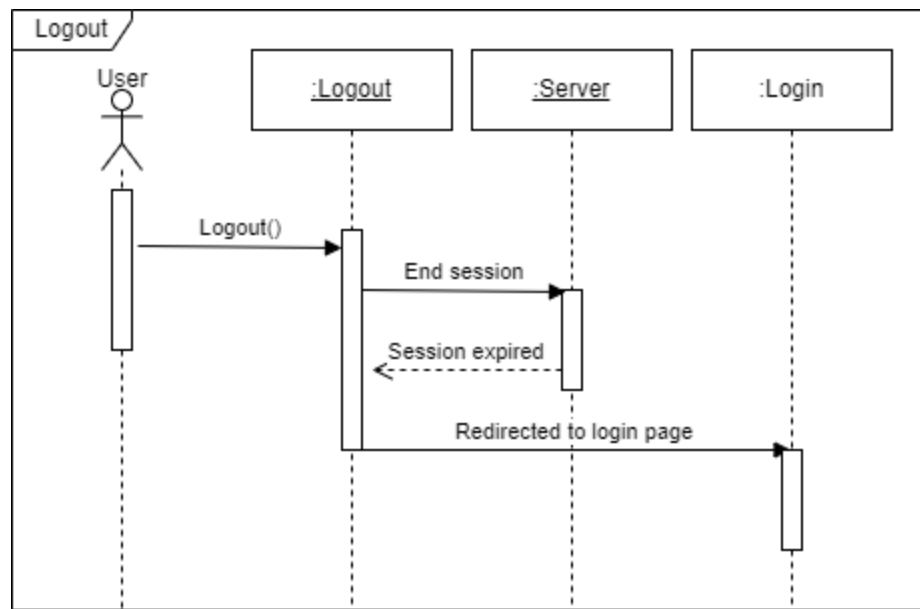 Logout
User
:Logout
:Server
:Login
Logout()
End session
Session expired
Redirected to login page